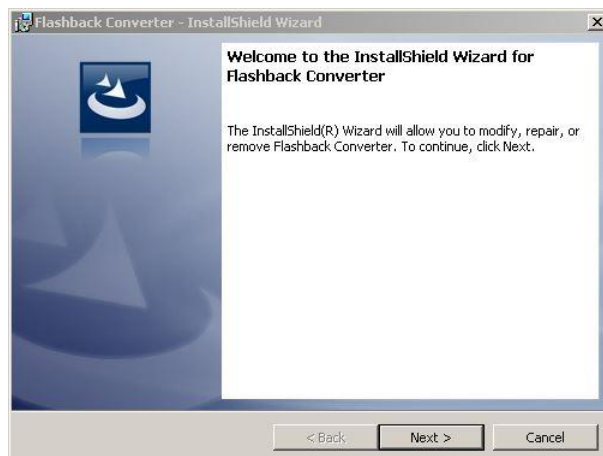 Flashback Converter - InstallShield Wizard
Welcome to the InstallShield Wizard for
Flashback Converter
The InstallShield(R) Wizard will allow you to modify, repair, or
remove Flashback Converter. To continue, click Next.
< Back Next > Cancel